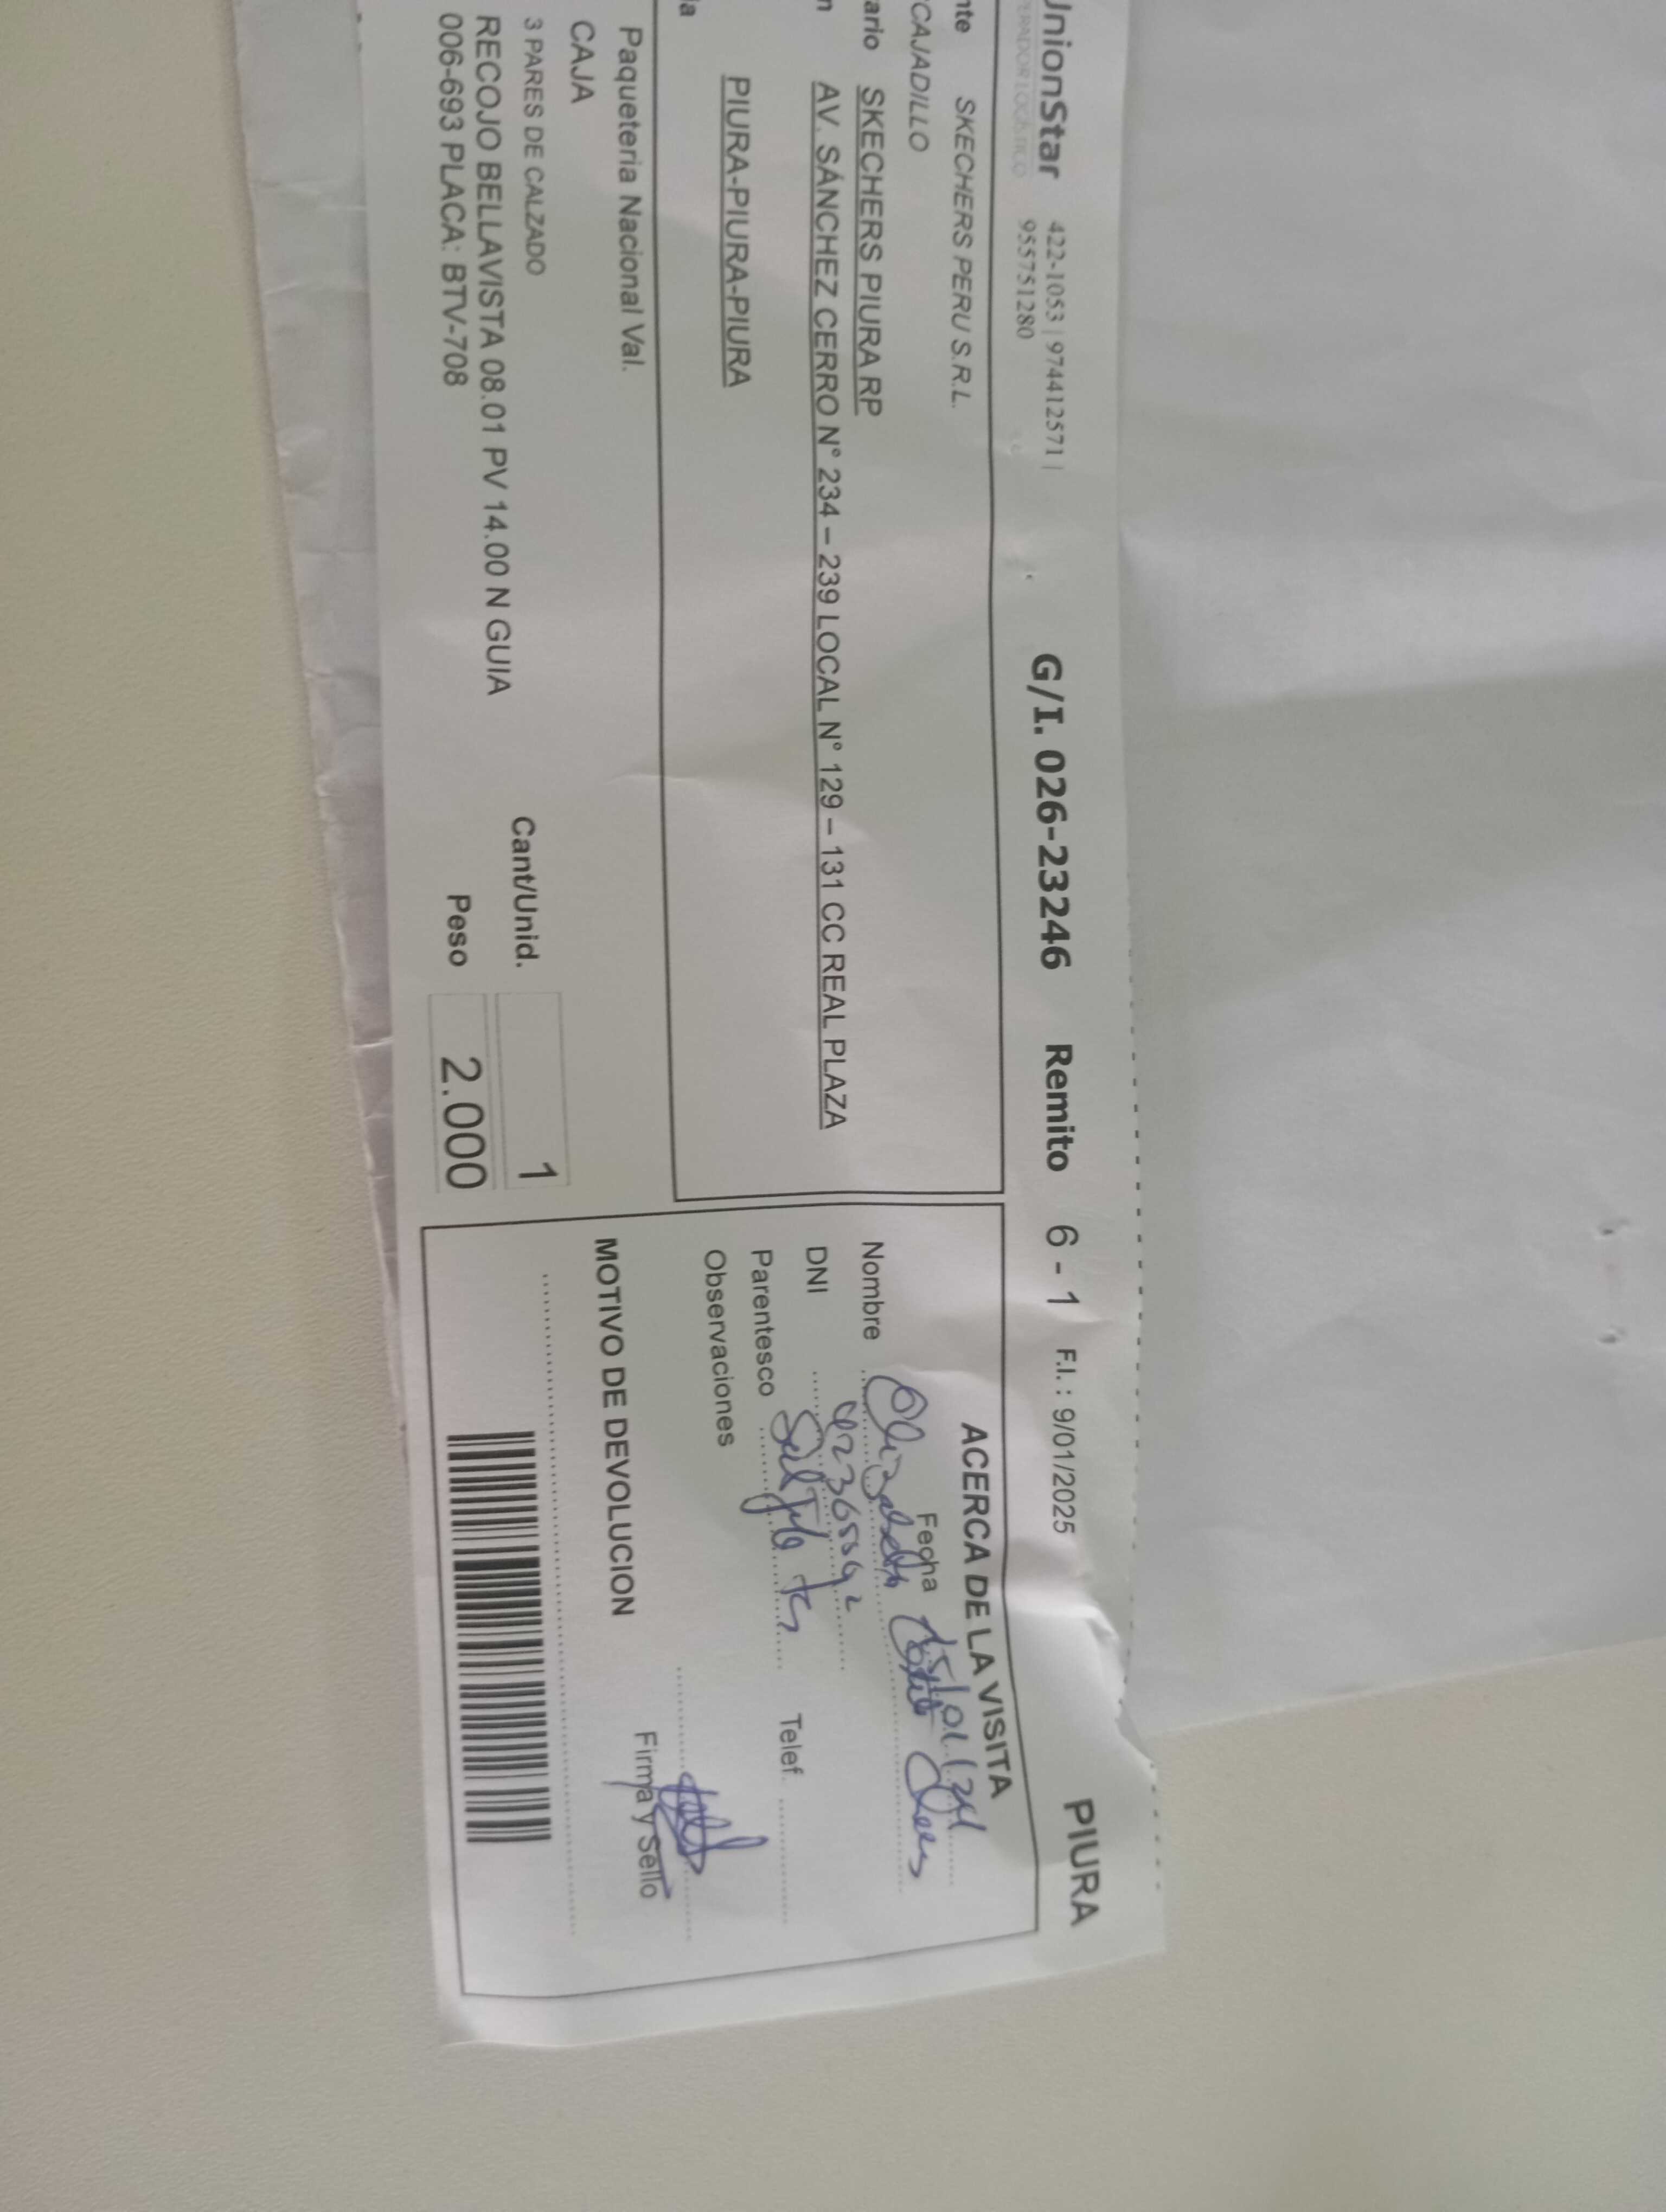 UnionStar 422-1053 | 974412571 | G/I. 026-23246 Remito 6 - 1 F.I. : 9/01/2025 PIURA
955751280
nte SKECHERS PERU S.R.L.
CAJADILLO
ario SKECHERS PIURA RP
n AV. SÁNCHEZ CERRO N° 234 – 239 LOCAL N° 129 – 131 CC REAL PLAZA
PIURA-PIURA-PIURA
ia
Paqueteria Nacional Val.
CAJA
3 PARES DE CALZADO
RECOJO BELLAVISTA 08.01 PV 14.00 N GUIA
006-693 PLACA: BTV-708
Cant/Unid. 1
Peso 2.000
ACERCA DE LA VISITA
Fecha
Nombre
DNI
Parentesco
Telef.
Observaciones
Firma y Sello
MOTIVO DE DEVOLUCION